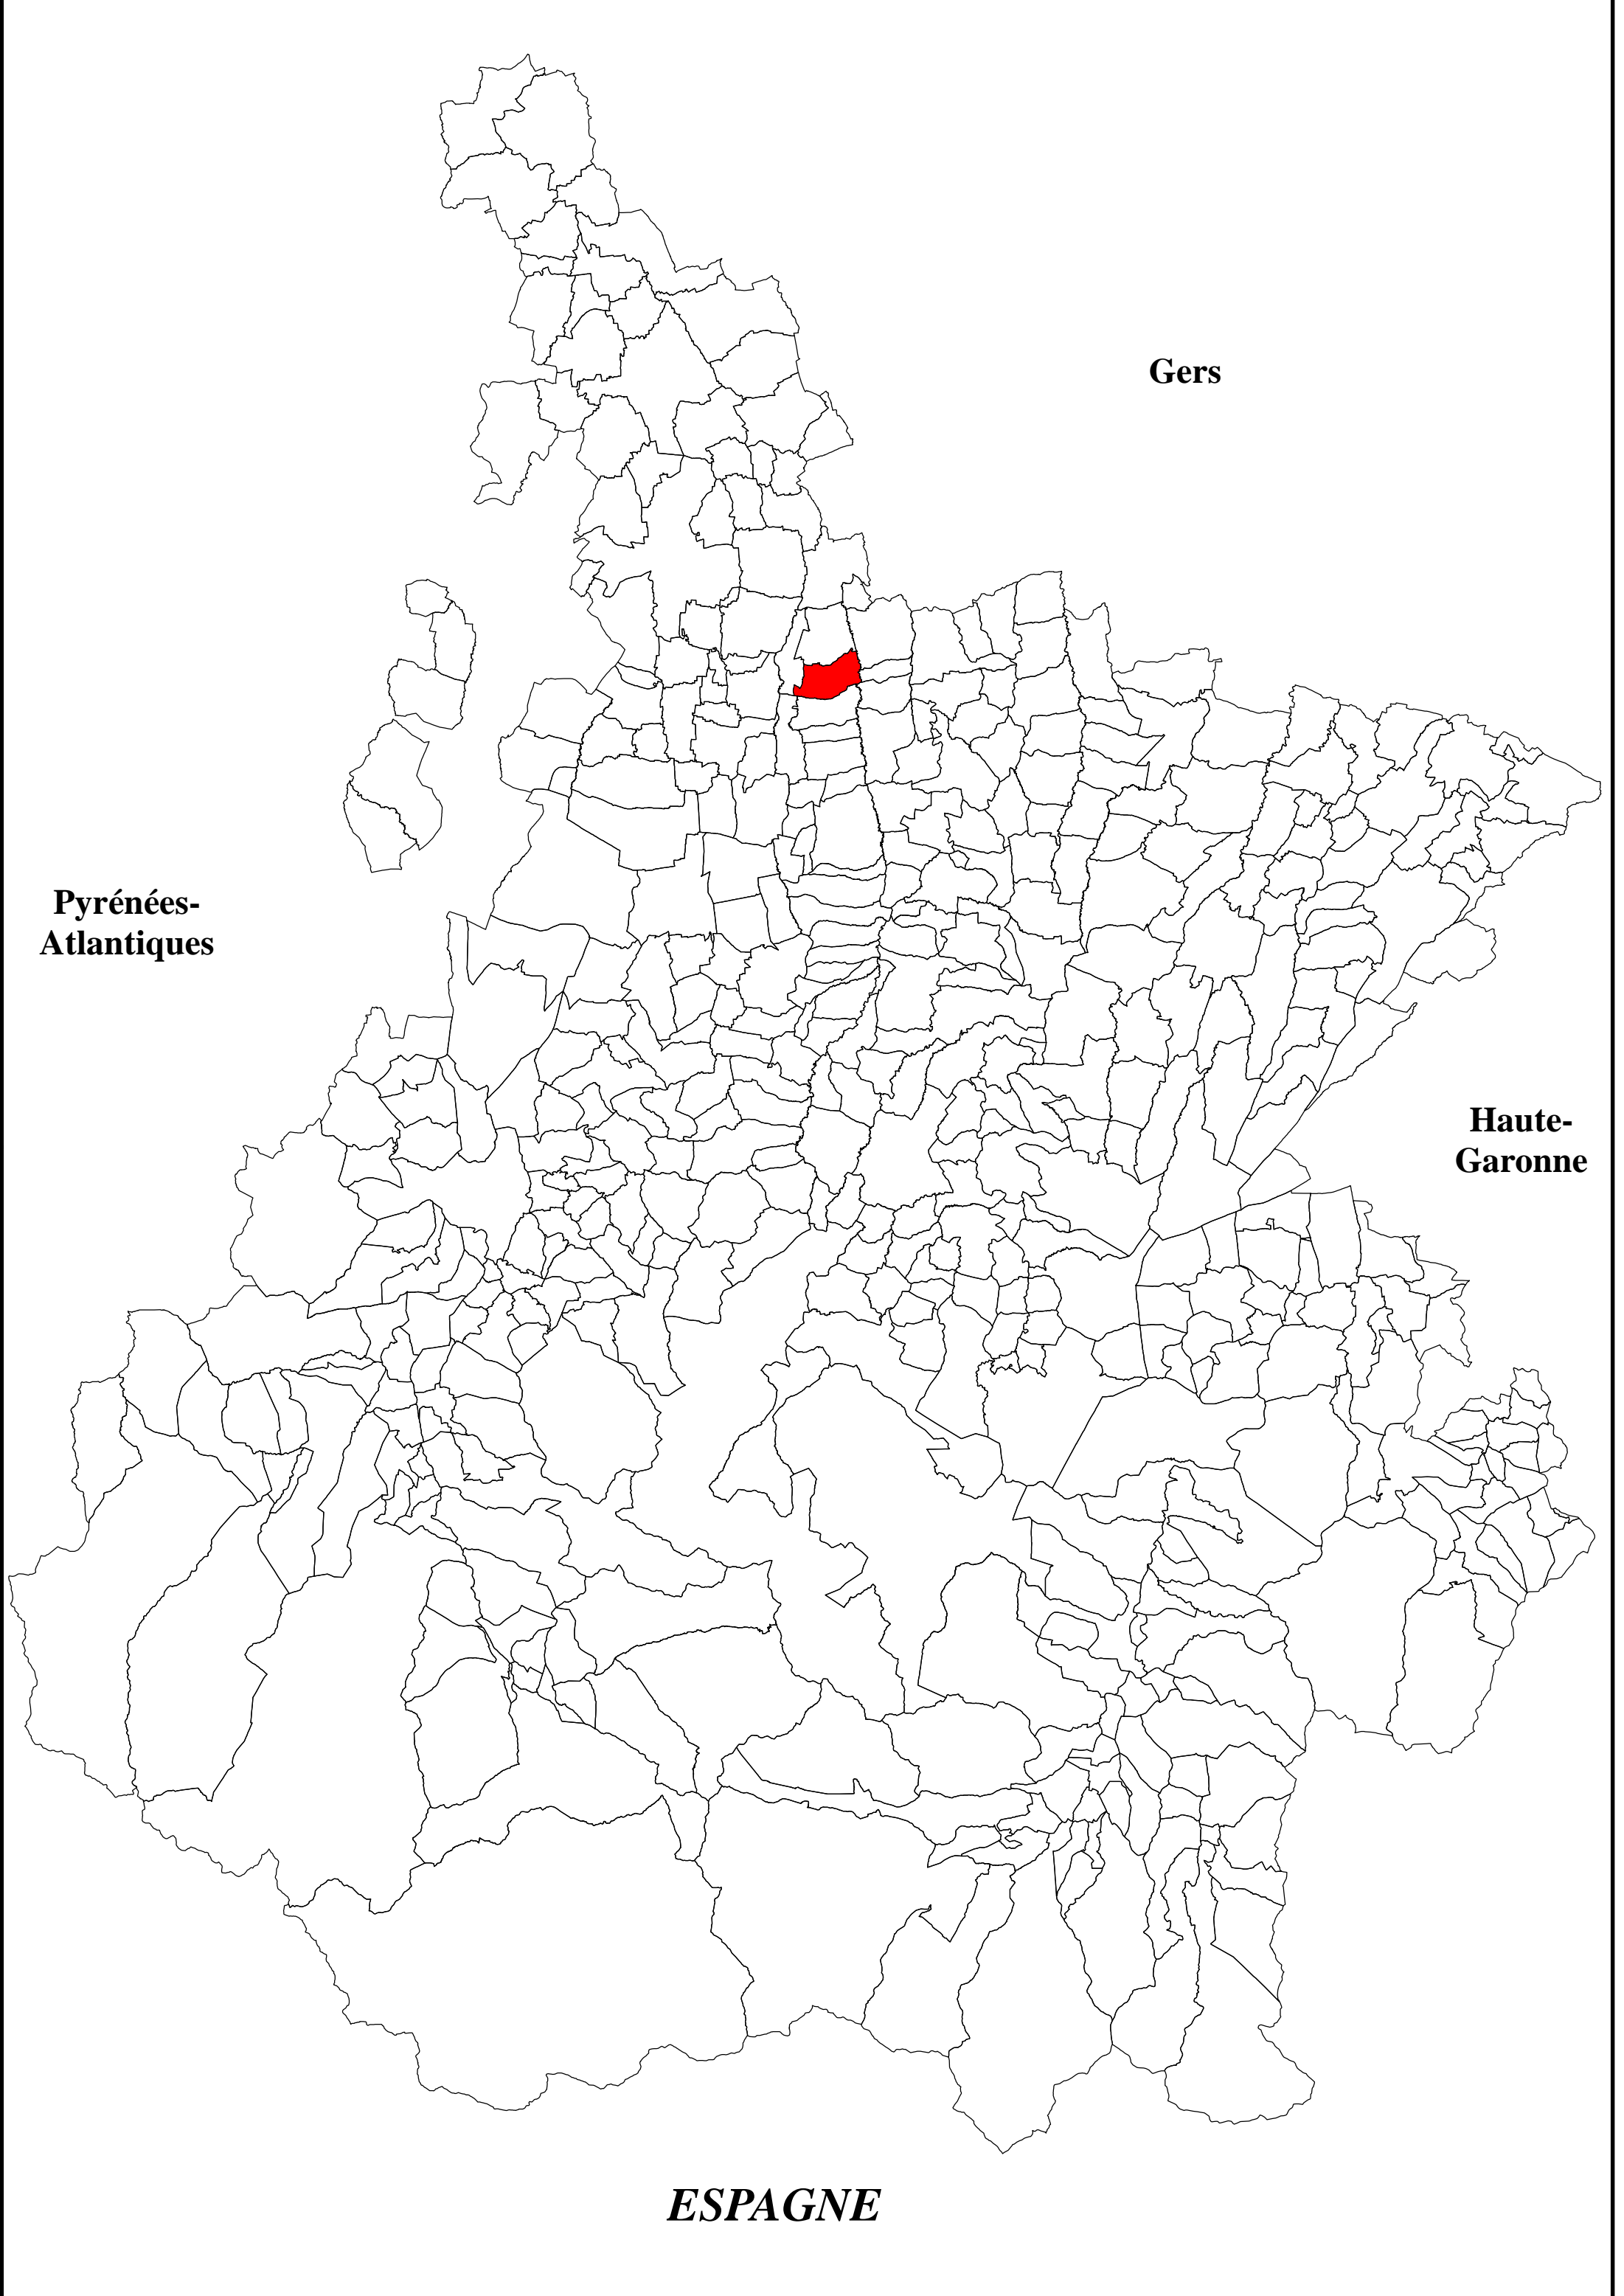 Gers
Pyrénées-
Atlantiques
Haute-
Garonne
ESPAGNE